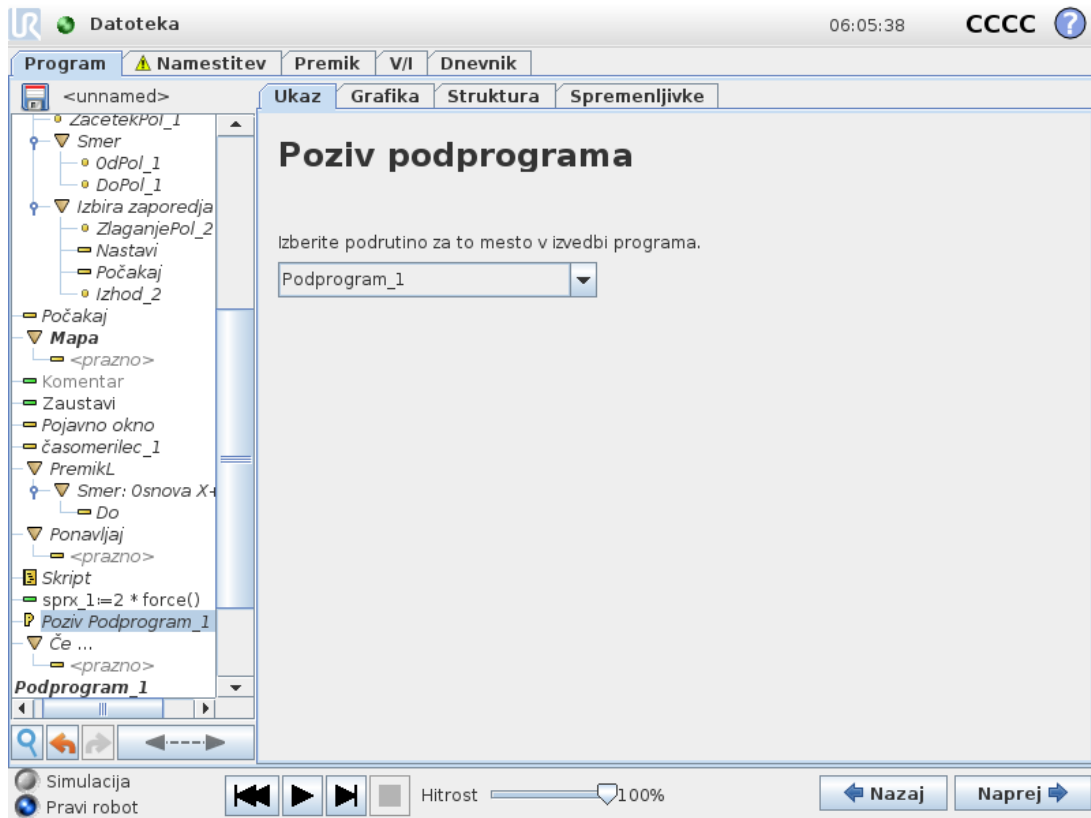 UR Datoteka 06:05:38 CCCC ?
Program Namestitev Premik V/I Dnevnik
<unnamed> Ukaz Grafika Struktura Spremenljivke
ZacetekPol_1
Smer
OdPol_1
DoPol_1
Izbira zaporedja
ZlaganjePol_2
Nastavi
Počakaj
Izhod_2
Počakaj
Mapa
<prazno>
Komentar
Zaustavi
Pojavno okno
časomerilec_1
PremikL
Smer: Osnova X+
Do
Ponavljaj
<prazno>
Skript
sprx_1:=2 * force()
P Poziv Podprogram_1
Če ...
<prazno>
Podprogram_1
Poziv podprograma
Izberite podrutino za to mesto v izvedbi programa.
Podprogram_1
Simulacija
Pravi robot
Hitrost 100%
Nazaj Naprej